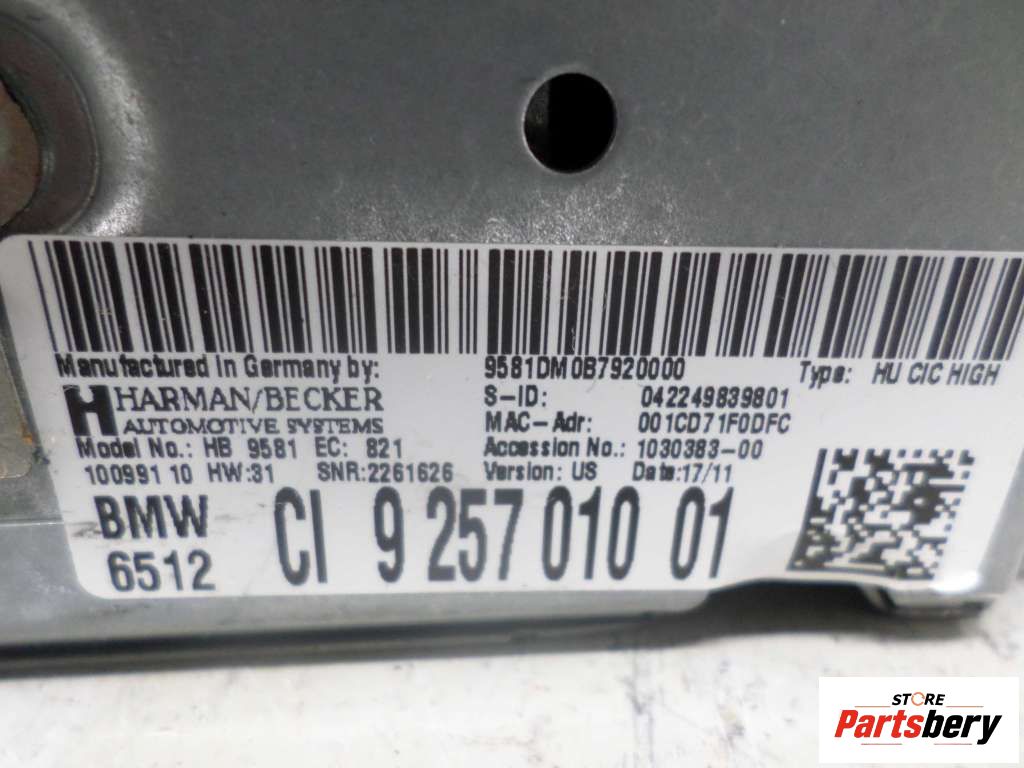 Manufactured in Germany by:
HARMAN/BECKER
AUTOMOTIVE SYSTEMS
Model No.: HB 9581 EC: 821
10099110 HW:31 SNR:2261626
9581DM0B7920000
S-ID: 042249839801
MAC-Adr: 001CD71F0DFC
Accession No.: 1030383-00
Version: US Date:17/11
Type: HU CIC HIGH
BMW
6512
CI 9 257 010 01
STORE
Partsbery